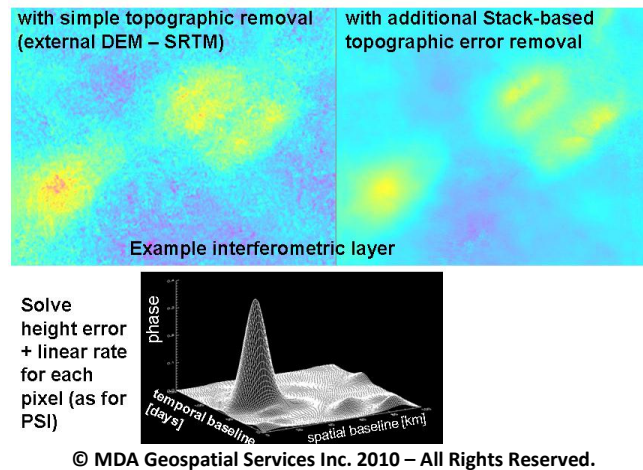 with simple topographic removal
(external DEM – SRTM)
with additional Stack-based
topographic error removal
Example interferometric layer
Solve
height error
+ linear rate
for each
pixel (as for
PSI)
phase
temporal baseline
[days]
spatial baseline [km]
© MDA Geospatial Services Inc. 2010 – All Rights Reserved.